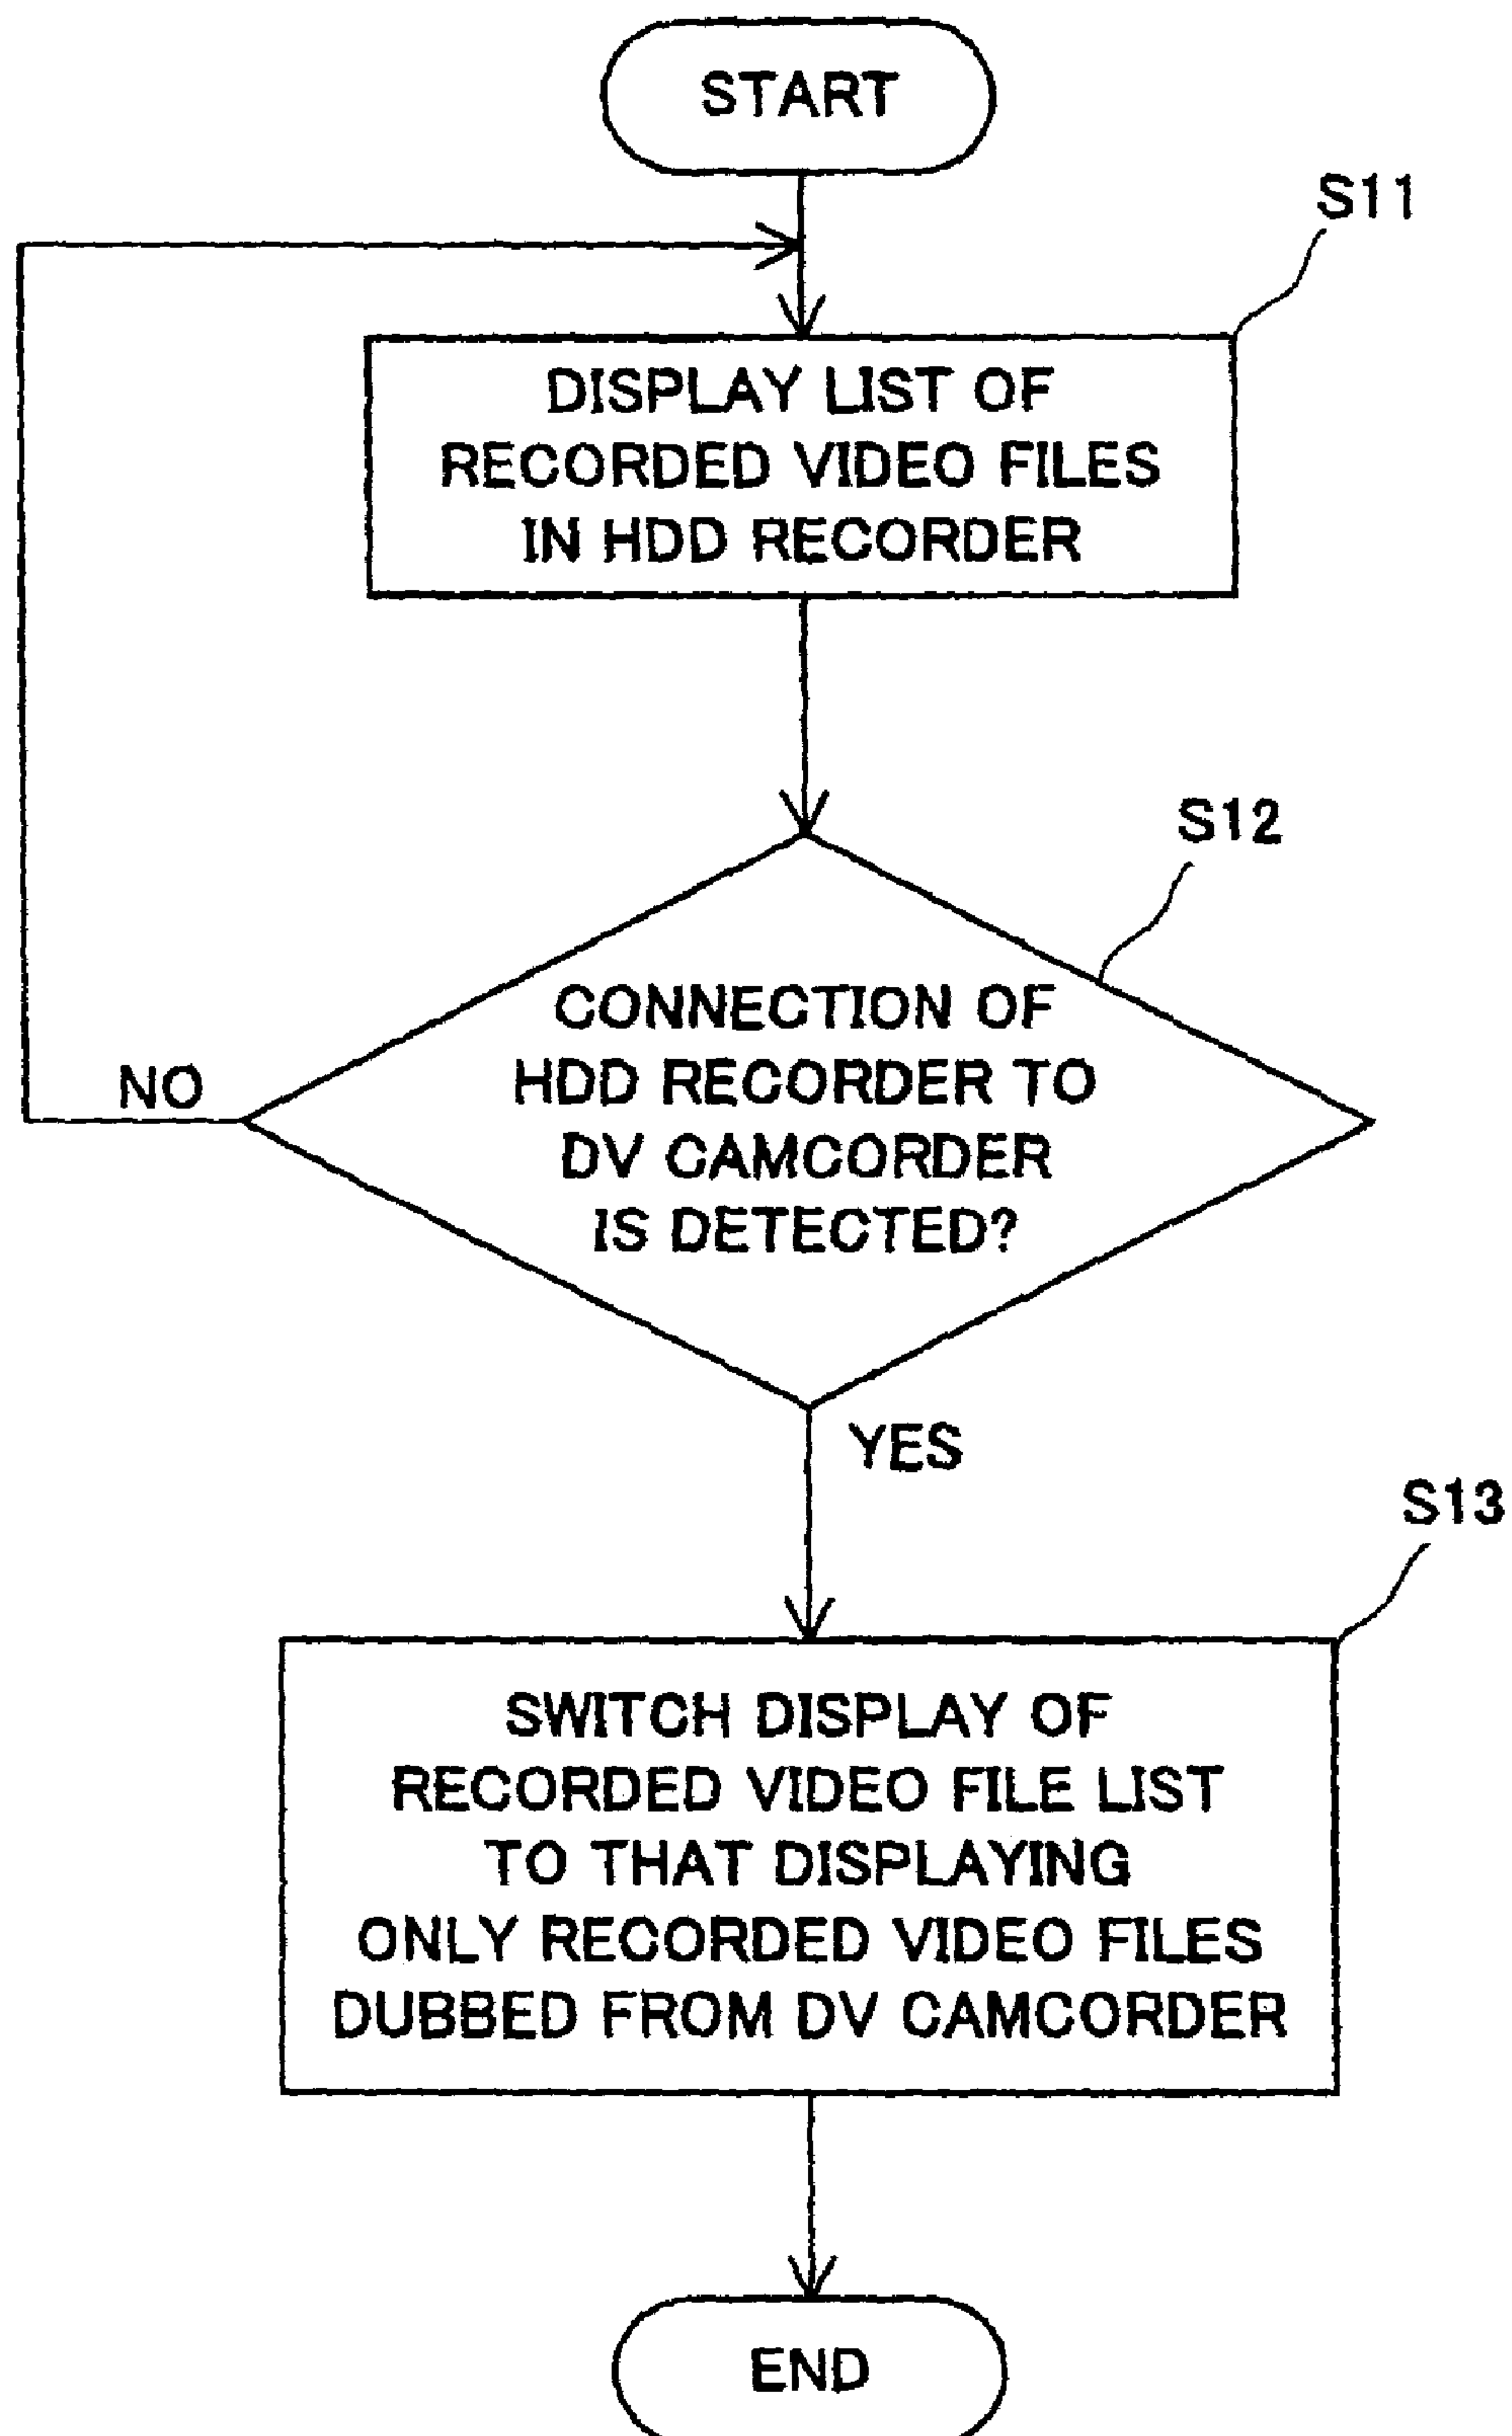 START
S11
DISPLAY LIST OF
RECORDED VIDEO FILES
IN HDD RECORDER
S12
CONNECTION OF
HDD RECORDER TO
DV CAMCORDER
IS DETECTED?
NO
YES
S13
SWITCH DISPLAY OF
RECORDED VIDEO FILE LIST
TO THAT DISPLAYING
ONLY RECORDED VIDEO FILES
DUBBED FROM DV CAMCORDER
END